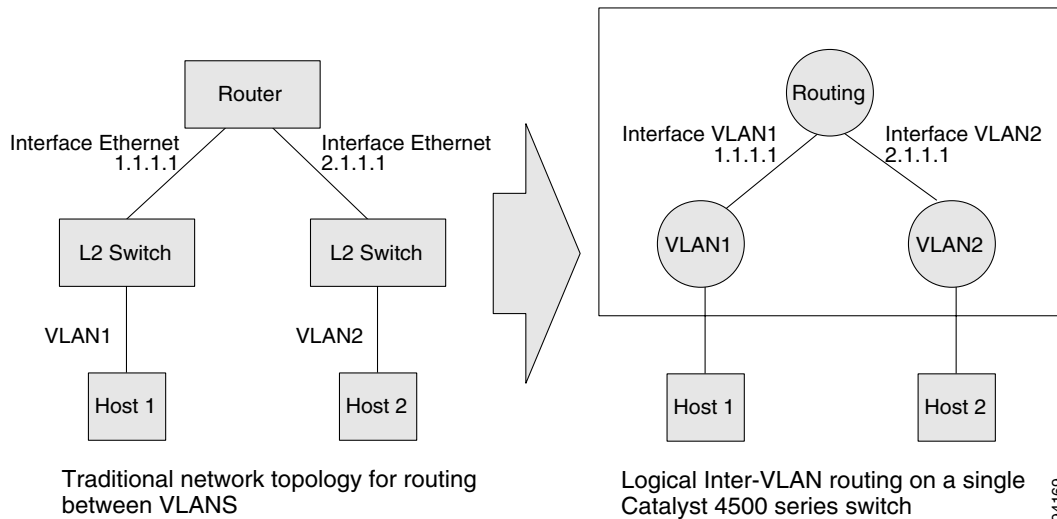 Router
Interface Ethernet
1.1.1.1
Interface Ethernet
2.1.1.1
L2 Switch
L2 Switch
VLAN1
VLAN2
Host 1
Host 2
Traditional network topology for routing
between VLANS
Routing
Interface VLAN1
1.1.1.1
Interface VLAN2
2.1.1.1
VLAN1
VLAN2
Host 1
Host 2
Logical Inter-VLAN routing on a single
Catalyst 4500 series switch